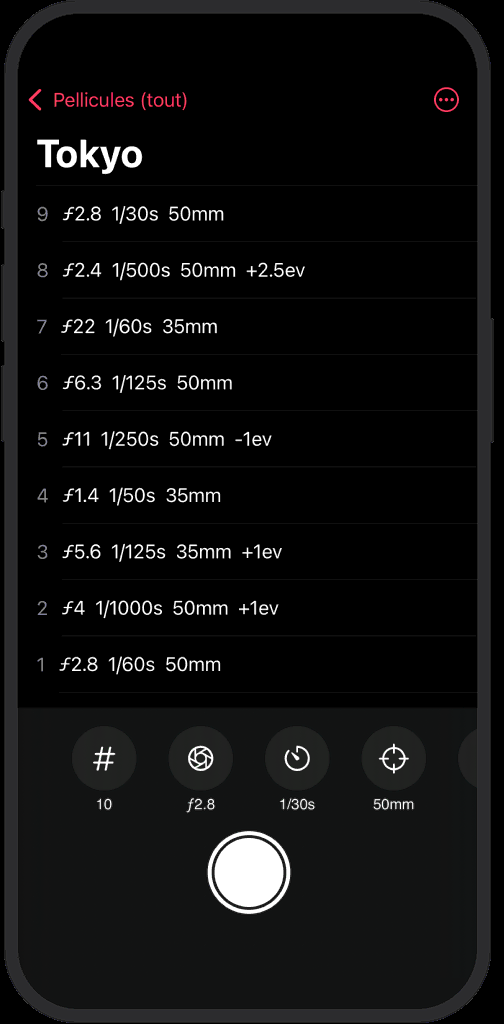 Pellicules (tout)
Tokyo
9 ƒ2.8 1/30s 50mm
8 ƒ2.4 1/500s 50mm +2.5ev
7 ƒ22 1/60s 35mm
6 ƒ6.3 1/125s 50mm
5 ƒ11 1/250s 50mm -1ev
4 ƒ1.4 1/50s 35mm
3 ƒ5.6 1/125s 35mm +1ev
2 ƒ4 1/1000s 50mm +1ev
1 ƒ2.8 1/60s 50mm
#
10 ƒ2.8 1/30s 50mm